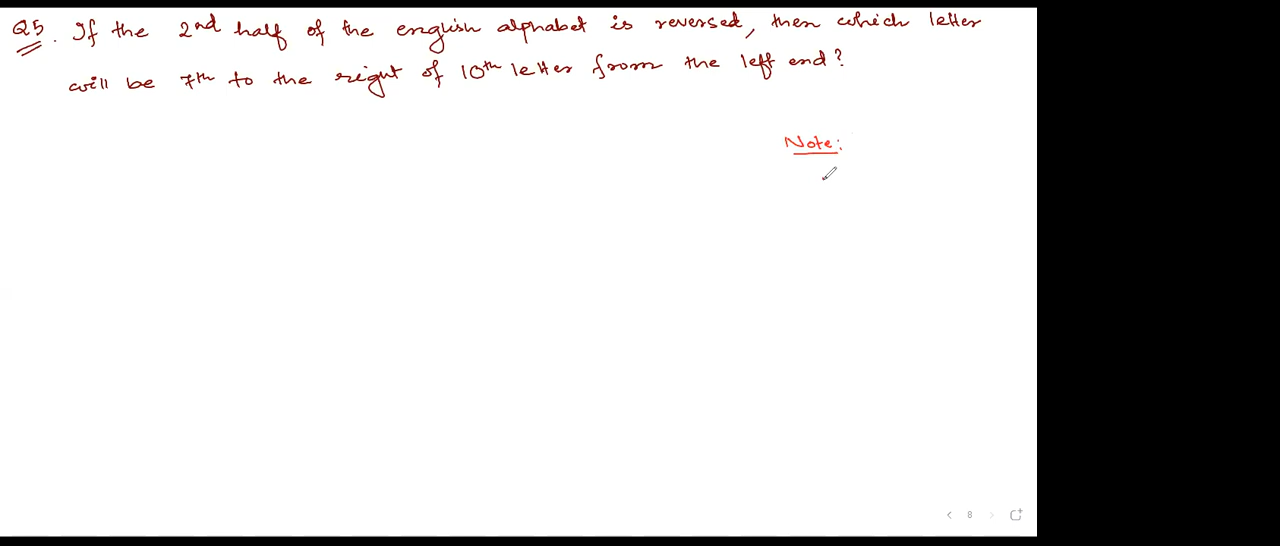 Q5. If the 2nd half of the english alphabet is reversed, then which letter
will be 7th to the right of 10th letter from the left end?
Note:
8